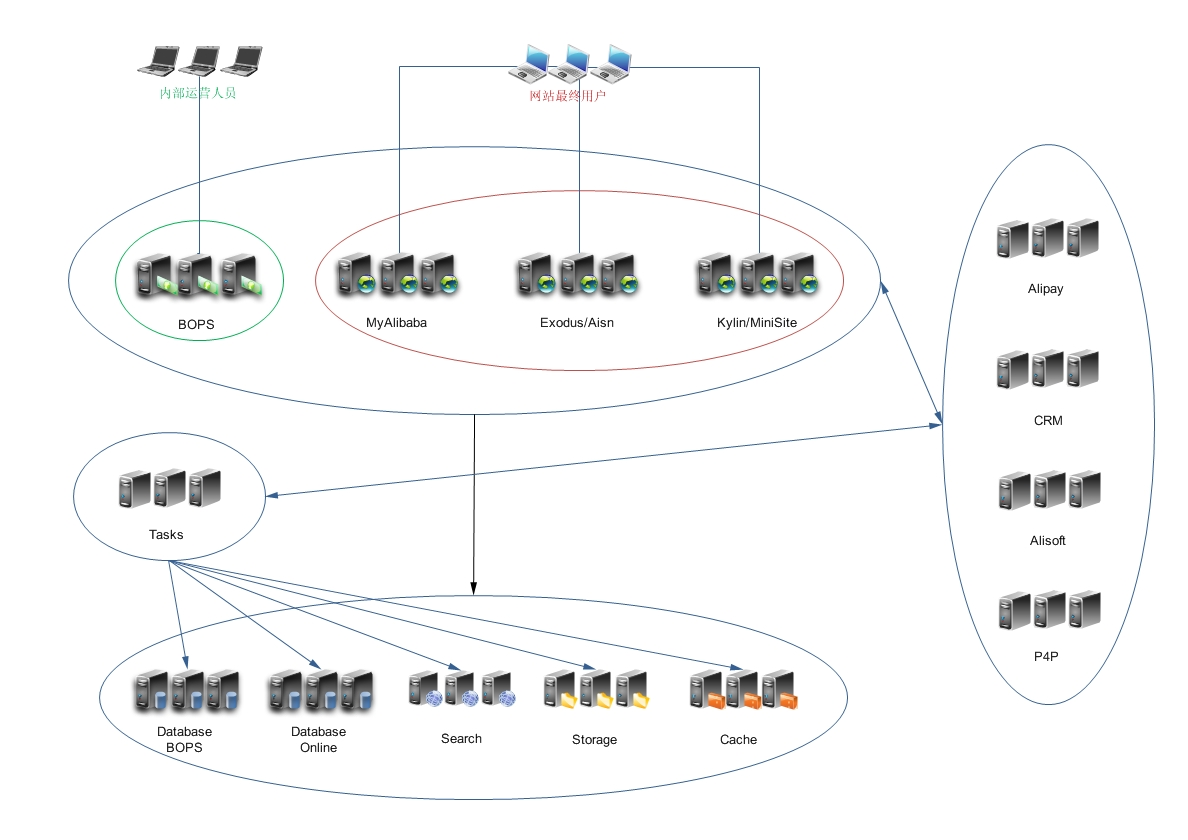 内部运营人员
网站最终用户
BOPS
MyAlibaba
Exodus/Aisn
Kylin/MiniSite
Alipay
CRM
Alisoft
P4P
Tasks
Database
BOPS
Database
Online
Search
Storage
Cache